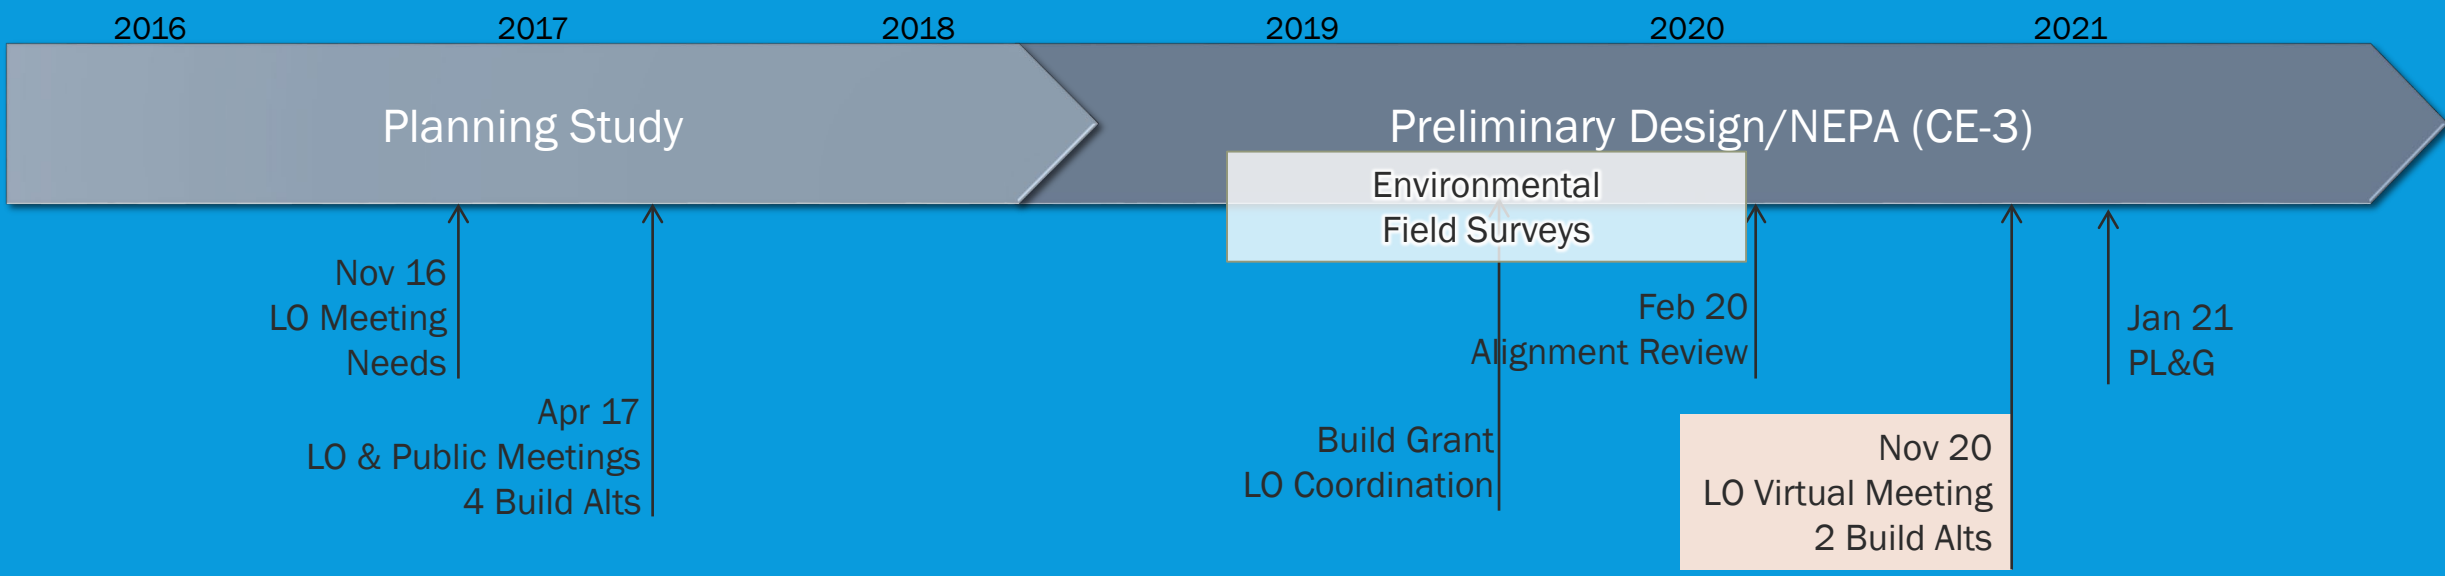 2016 2017 2018 2019 2020 2021
Planning Study
Preliminary Design/NEPA (CE-3)
Environmental
Field Surveys
Nov 16
LO Meeting
Needs
Apr 17
LO & Public Meetings
4 Build Alts
Build Grant
LO Coordination
Feb 20
Alignment Review
Nov 20
LO Virtual Meeting
2 Build Alts
Jan 21
PL&G